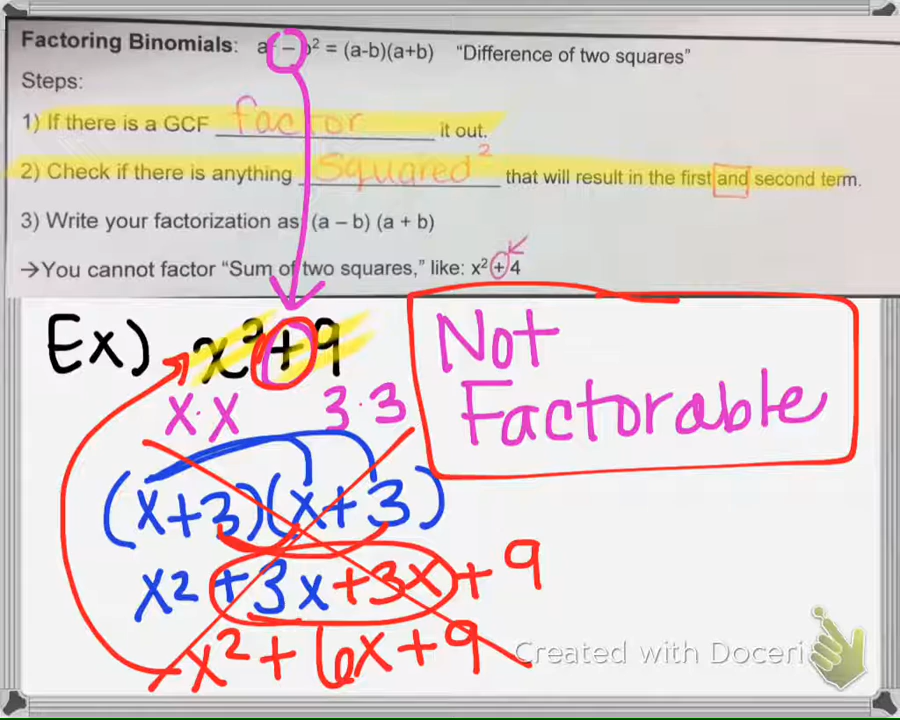 Factoring Binomials: a² − b² = (a-b)(a+b) "Difference of two squares"
Steps:
1) If there is a GCF factor it out.
2) Check if there is anything squared² that will result in the first and second term.
3) Write your factorization as (a – b) (a + b)
→You cannot factor "Sum of two squares," like: x² + 4
Ex) x² + 9
Not
Factorable
x·x 3·3
(x+3)(x+3)
x2 +3x+3x+9
x²+6x+9
Created with Doceri